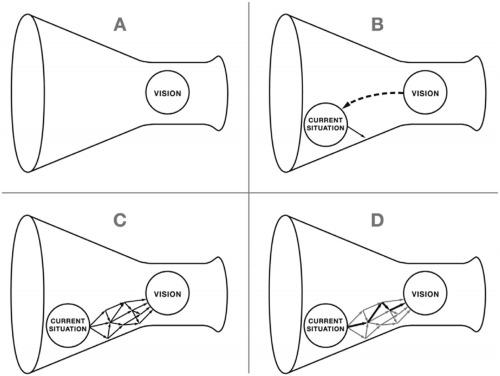 A
VISION
B
VISION
CURRENT
SITUATION
C
VISION
CURRENT
SITUATION
D
VISION
CURRENT
SITUATION